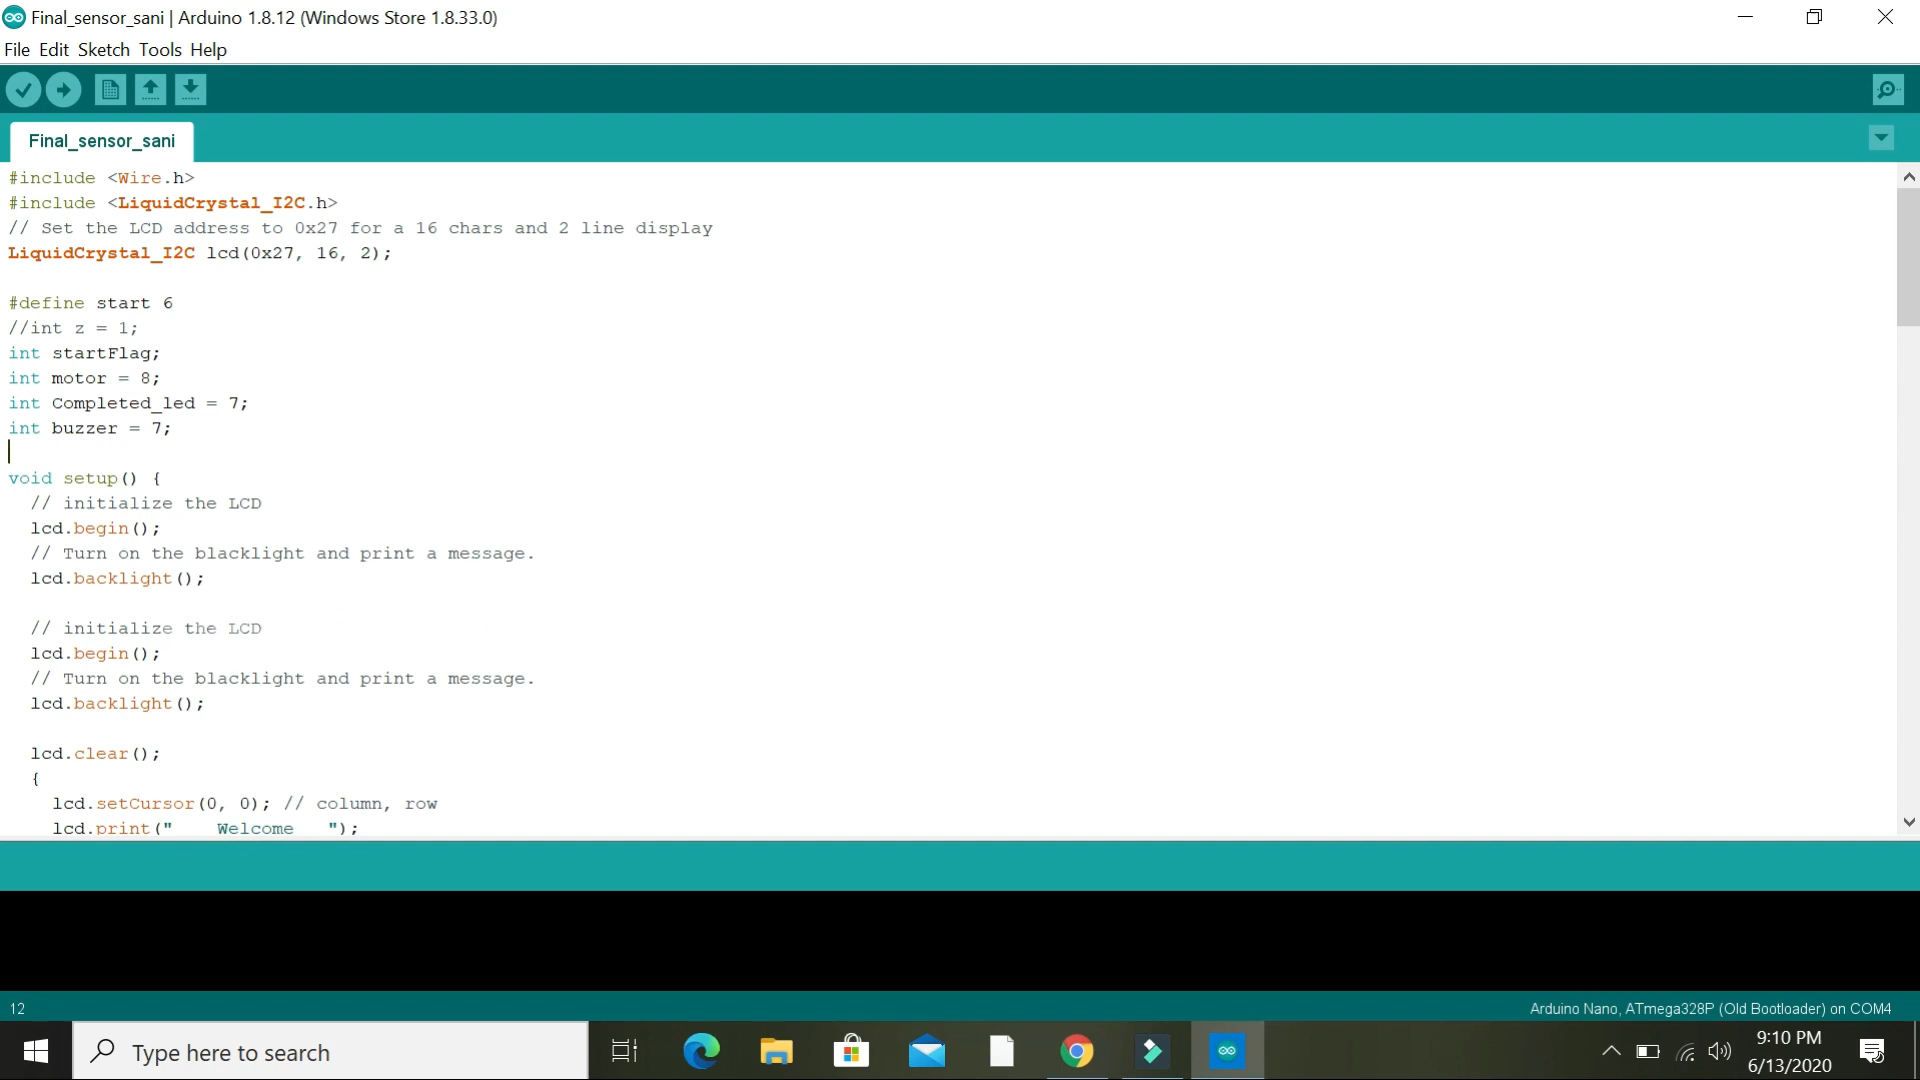 Final_sensor_sani | Arduino 1.8.12 (Windows Store 1.8.33.0)
File Edit Sketch Tools Help
Final_sensor_sani
#include <Wire.h>
#include <LiquidCrystal_I2C.h>
// Set the LCD address to 0x27 for a 16 chars and 2 line display
LiquidCrystal_I2C lcd(0x27, 16, 2);
#define start 6
//int z = 1;
int startFlag;
int motor = 8;
int Completed_led = 7;
int buzzer = 7;
void setup() {
// initialize the LCD
lcd.begin();
// Turn on the blacklight and print a message.
lcd.backlight();
// initialize the LCD
lcd.begin();
// Turn on the blacklight and print a message.
lcd.backlight();
lcd.clear();
{
lcd.setCursor(0, 0); // column, row
lcd.print("    Welcome   ");
12
Arduino Nano, ATmega328P (Old Bootloader) on COM4
Type here to search
9:10 PM
6/13/2020